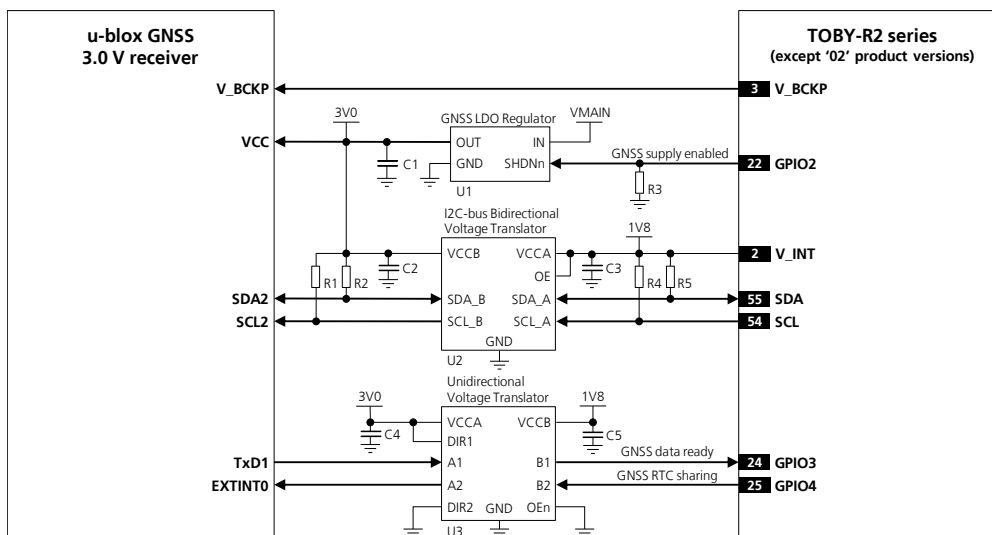 u-blox GNSS
3.0 V receiver
TOBY-R2 series
(except ‘02’ product versions)
V_BCKP
3 V_BCKP
3V0
GNSS LDO Regulator
VMAIN
VCC
OUT
IN
C1
GND
SHDNn
GNSS supply enabled
22 GPIO2
U1
R3
I2C-bus Bidirectional
Voltage Translator
1V8
VCCB
VCCA
2 V_INT
R1
R2
C2
OE
C3
R4
R5
SDA2
SDA_B
SDA_A
55 SDA
SCL2
SCL_B
SCL_A
54 SCL
GND
U2
Unidirectional
Voltage Translator
3V0
1V8
VCCA
VCCB
C4
DIR1
C5
GNSS data ready
TxD1
A1
B1
24 GPIO3
GNSS RTC sharing
EXTINT0
A2
B2
25 GPIO4
DIR2
GND
OEn
U3